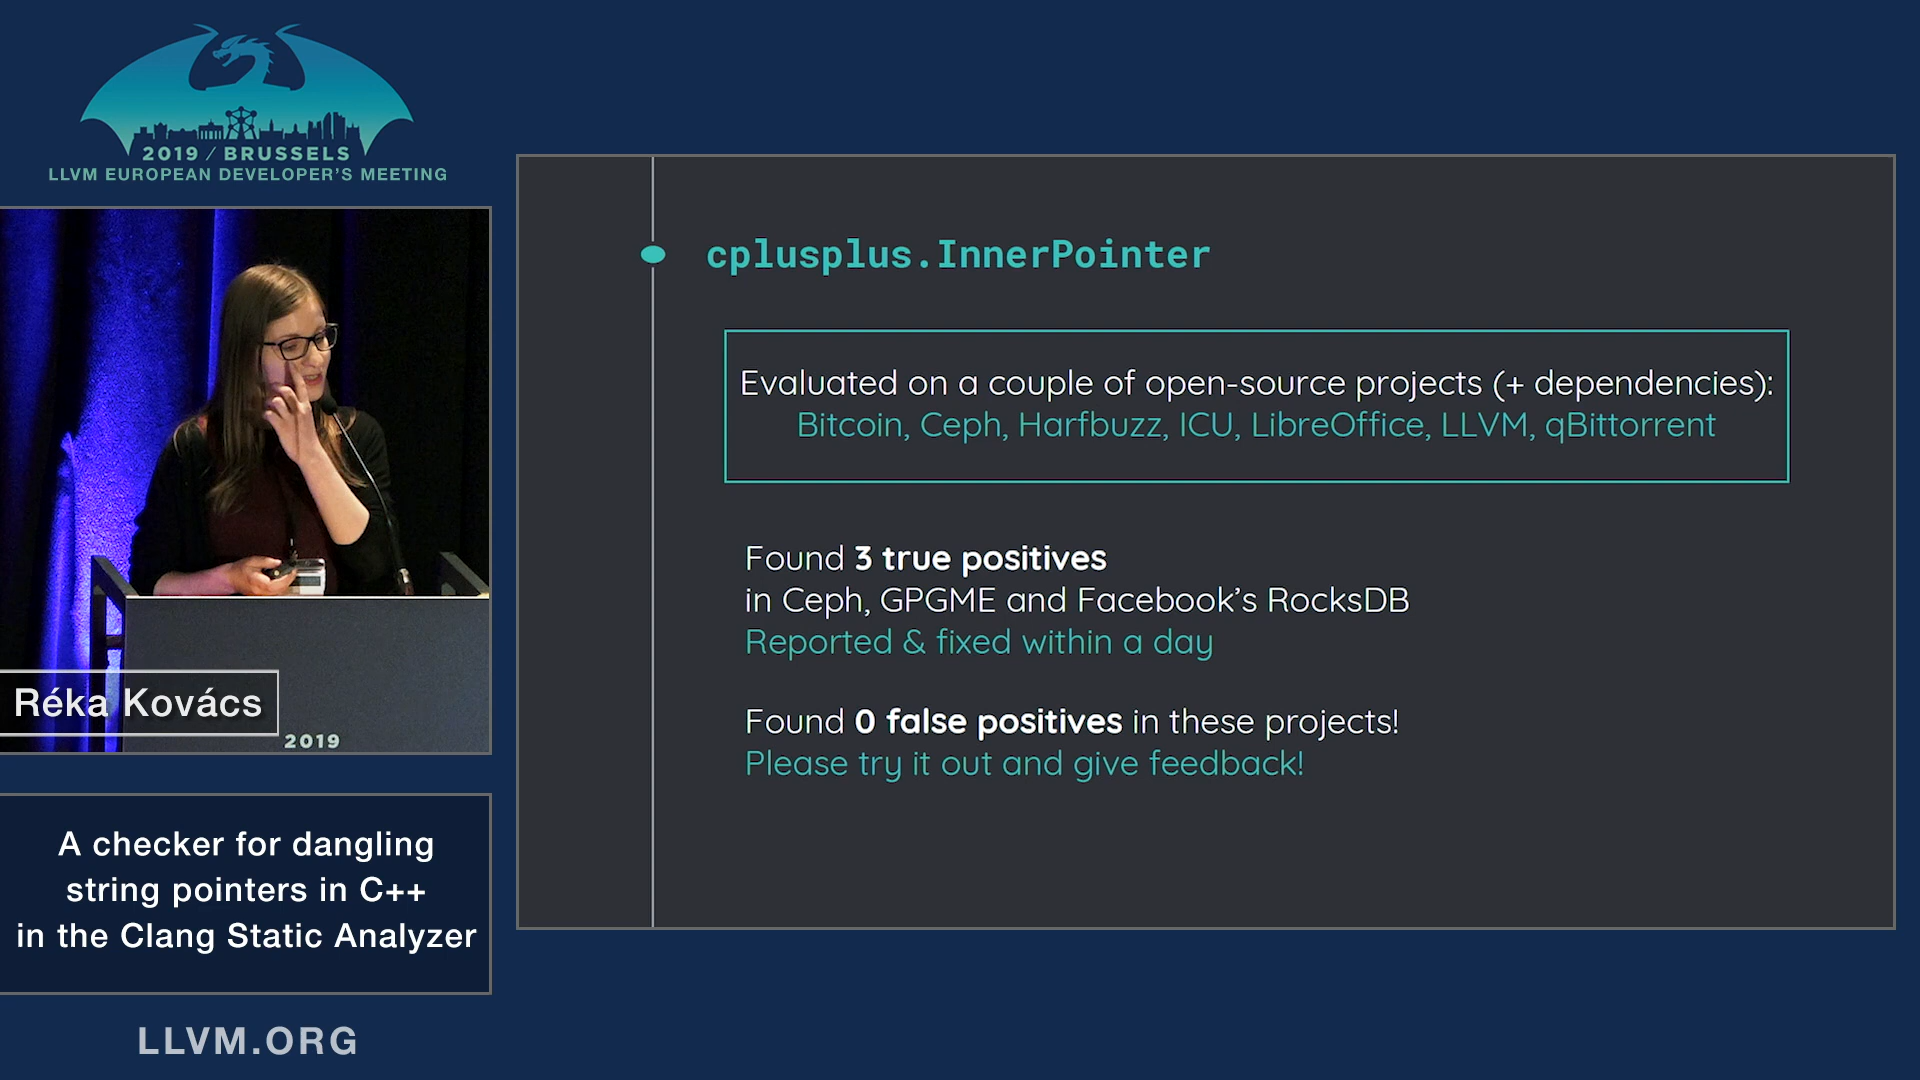 2019 / BRUSSELS
LLVM EUROPEAN DEVELOPER'S MEETING
cplusplus.InnerPointer
Evaluated on a couple of open-source projects (+ dependencies):
Bitcoin, Ceph, Harfbuzz, ICU, LibreOffice, LLVM, qBittorrent
Found 3 true positives
in Ceph, GPGME and Facebook's RocksDB
Reported & fixed within a day
Found 0 false positives in these projects!
Please try it out and give feedback!
Réka Kovács
2019
A checker for dangling
string pointers in C++
in the Clang Static Analyzer
LLVM.ORG